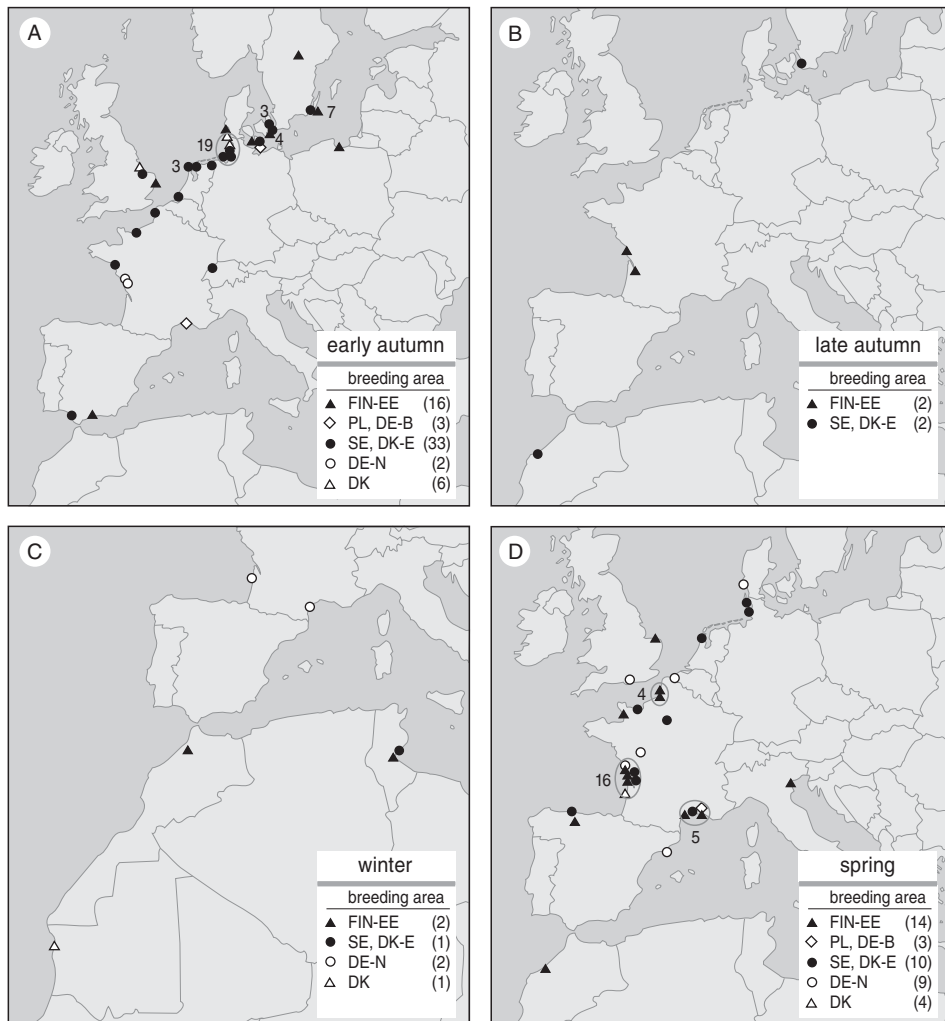 A
3
7
4
19
3
early autumn
breeding area
FIN-EE (16)
PL, DE-B (3)
SE, DK-E (33)
DE-N (2)
DK (6)
B
late autumn
breeding area
FIN-EE (2)
SE, DK-E (2)
C
winter
breeding area
FIN-EE (2)
SE, DK-E (1)
DE-N (2)
DK (1)
D
4
16
5
spring
breeding area
FIN-EE (14)
PL, DE-B (3)
SE, DK-E (10)
DE-N (9)
DK (4)